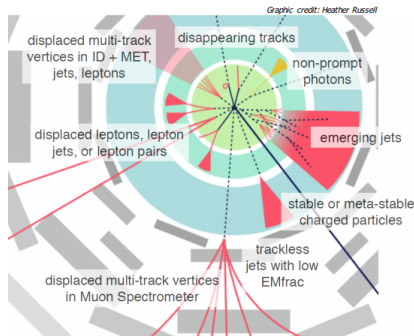 Graphic credit: Heather Russell
displaced multi-track
vertices in ID + MET,
jets, leptons
disappearing tracks
non-prompt
photons
displaced leptons, lepton
jets, or lepton pairs
emerging jets
stable or meta-stable
charged particles
trackless
jets with low
EMfrac
displaced multi-track vertices
in Muon Spectrometer